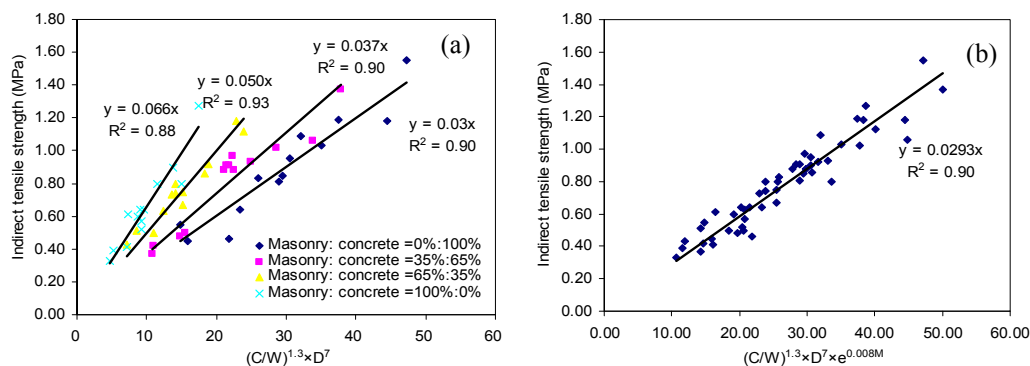 (a)
Indirect tensile strength (MPa)
1.80
1.60
1.40
1.20
1.00
0.80
0.60
0.40
0.20
0.00
y = 0.066x
R² = 0.88
y = 0.050x
R² = 0.93
y = 0.037x
R² = 0.90
y = 0.03x
0.90
Masonry: concrete =0%:100%
Masonry: concrete =35%:65%
Masonry: concrete =65%:35%
Masonry: concrete =100%:0%
0 10 20 30 40 50 60
(C/W)¹·³×D⁷
(b)
Indirect tensile strength (MPa)
1.80
1.60
1.40
1.20
1.00
0.80
0.60
0.40
0.20
0.00
y = 0.0293x
R² = 0.90
0.00 10.00 20.00 30.00 40.00 50.00 60.00
(C/W)¹·³×D⁷×e⁰·⁰⁰⁸ᴹ